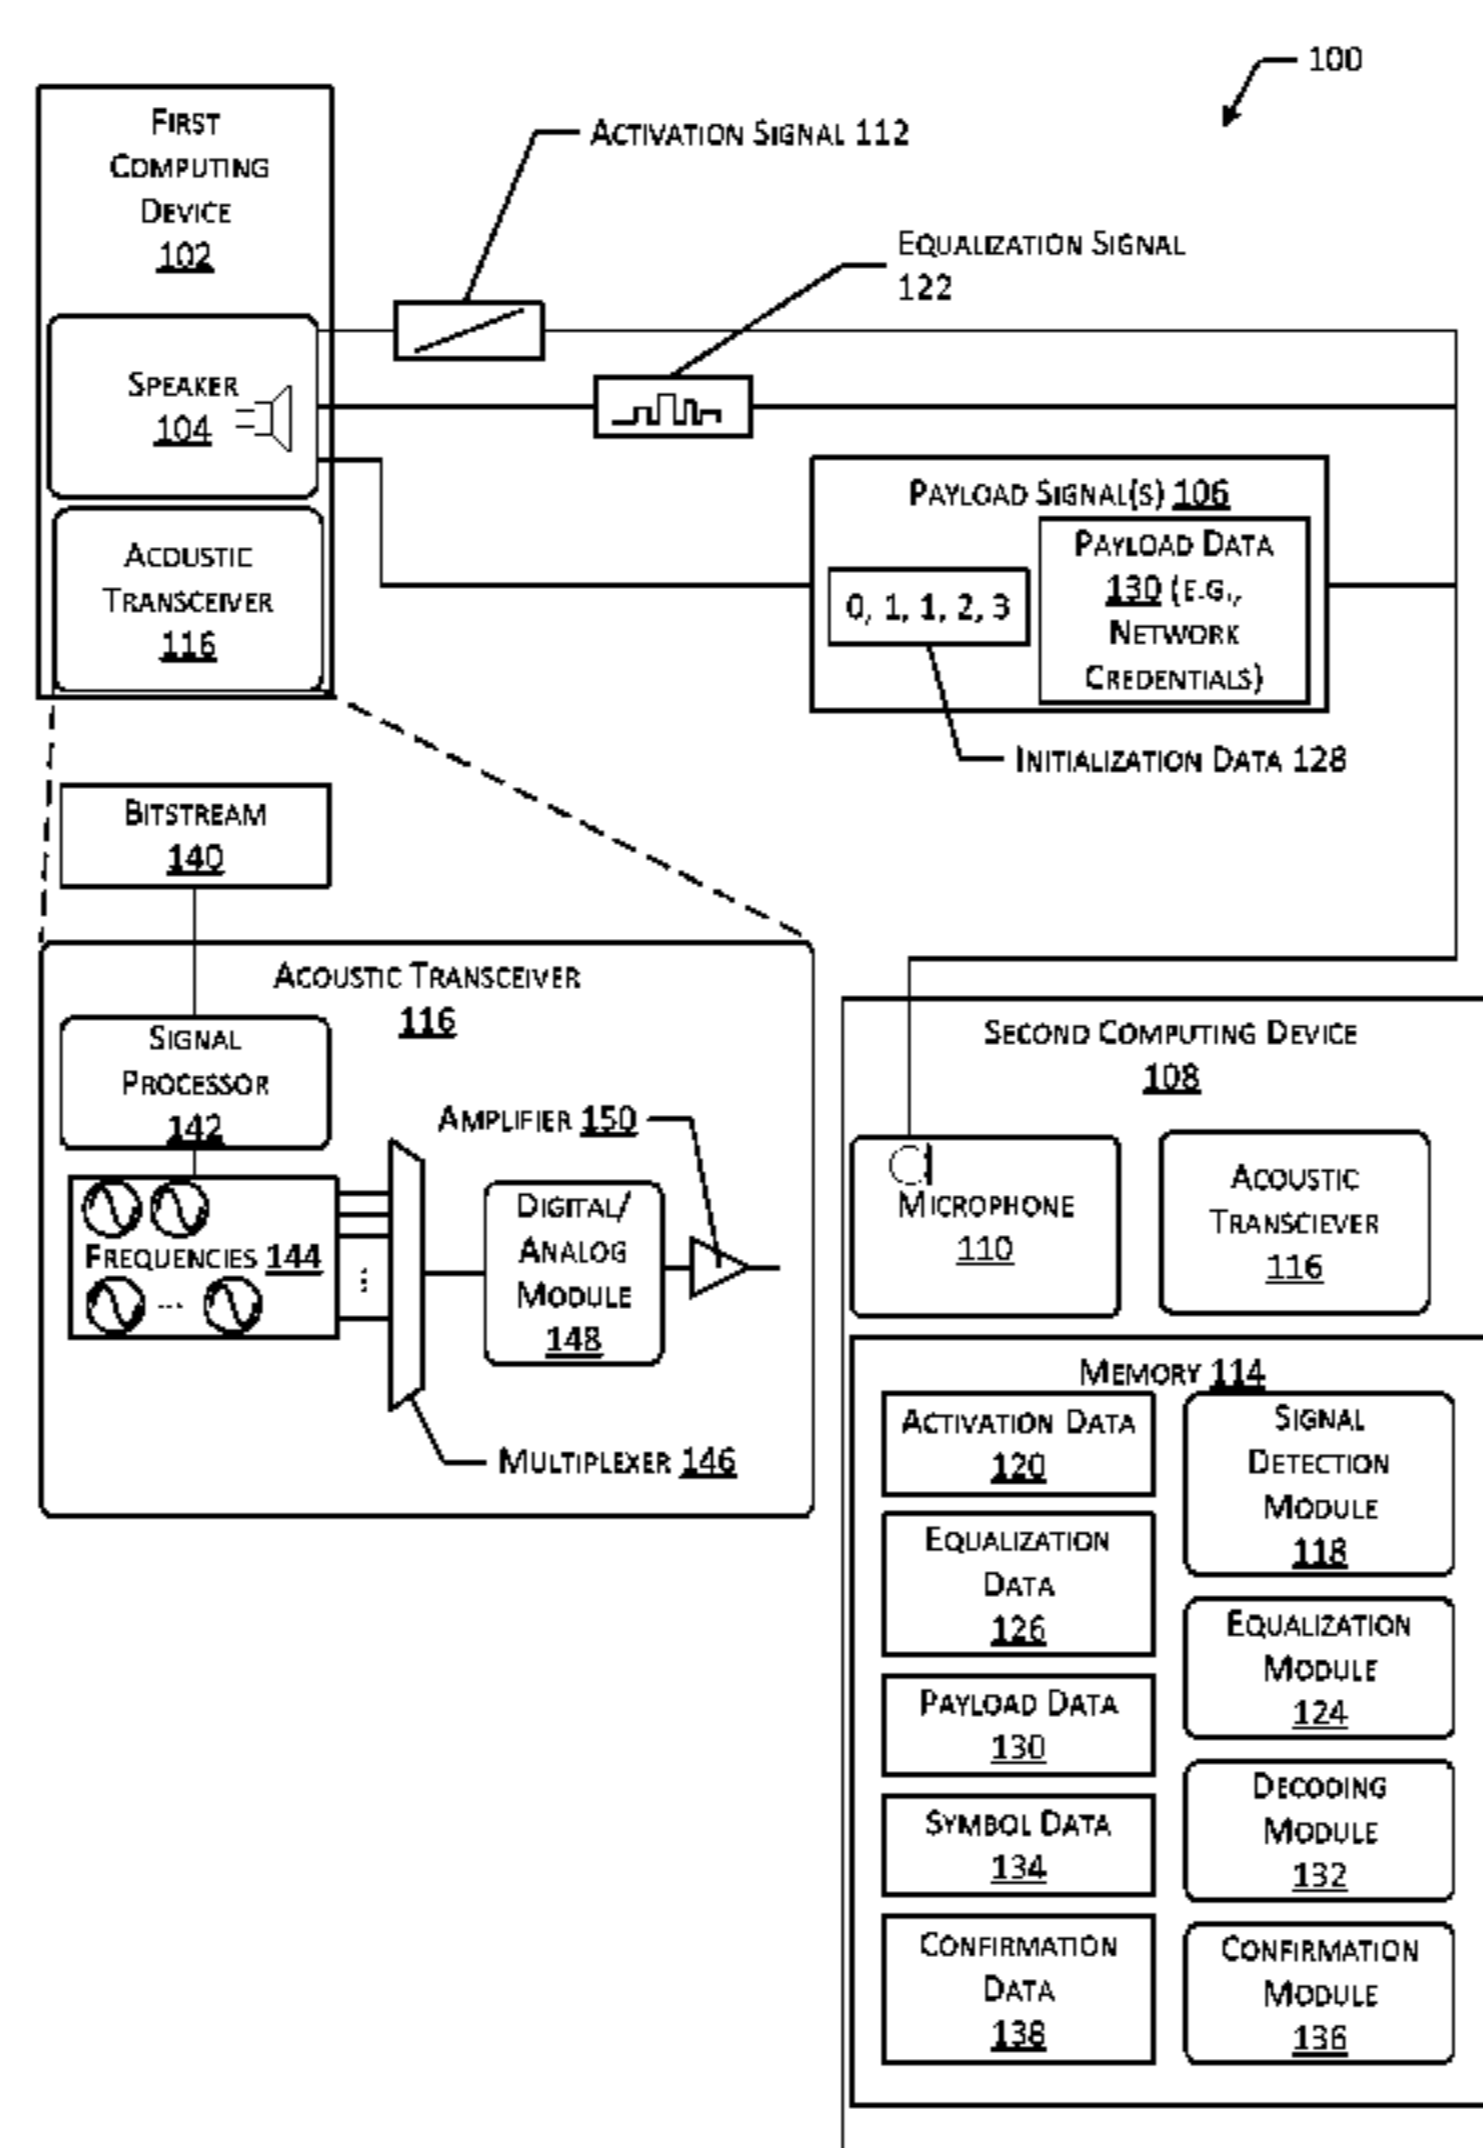 100
FIRST
COMPUTING
DEVICE
102
ACTIVATION SIGNAL 112
EQUALIZATION SIGNAL
122
SPEAKER
104
PAYLOAD SIGNAL(S) 106
0, 1, 1, 2, 3
PAYLOAD DATA
130 (E.G.,
NETWORK
CREDENTIALS)
ACOUSTIC
TRANSCEIVER
116
INITIALIZATION DATA 128
BITSTREAM
140
ACOUSTIC TRANSCEIVER
116
SIGNAL
PROCESSOR
142
FREQUENCIES 144
...
...
AMPLIFIER 150
DIGITAL/
ANALOG
MODULE
148
MULTIPLEXER 146
SECOND COMPUTING DEVICE
108
MICROPHONE
110
ACOUSTIC
TRANSCIEVER
116
MEMORY 114
ACTIVATION DATA
120
EQUALIZATION
DATA
126
PAYLOAD DATA
130
SYMBOL DATA
134
CONFIRMATION
DATA
138
SIGNAL
DETECTION
MODULE
118
EQUALIZATION
MODULE
124
DECODING
MODULE
132
CONFIRMATION
MODULE
136